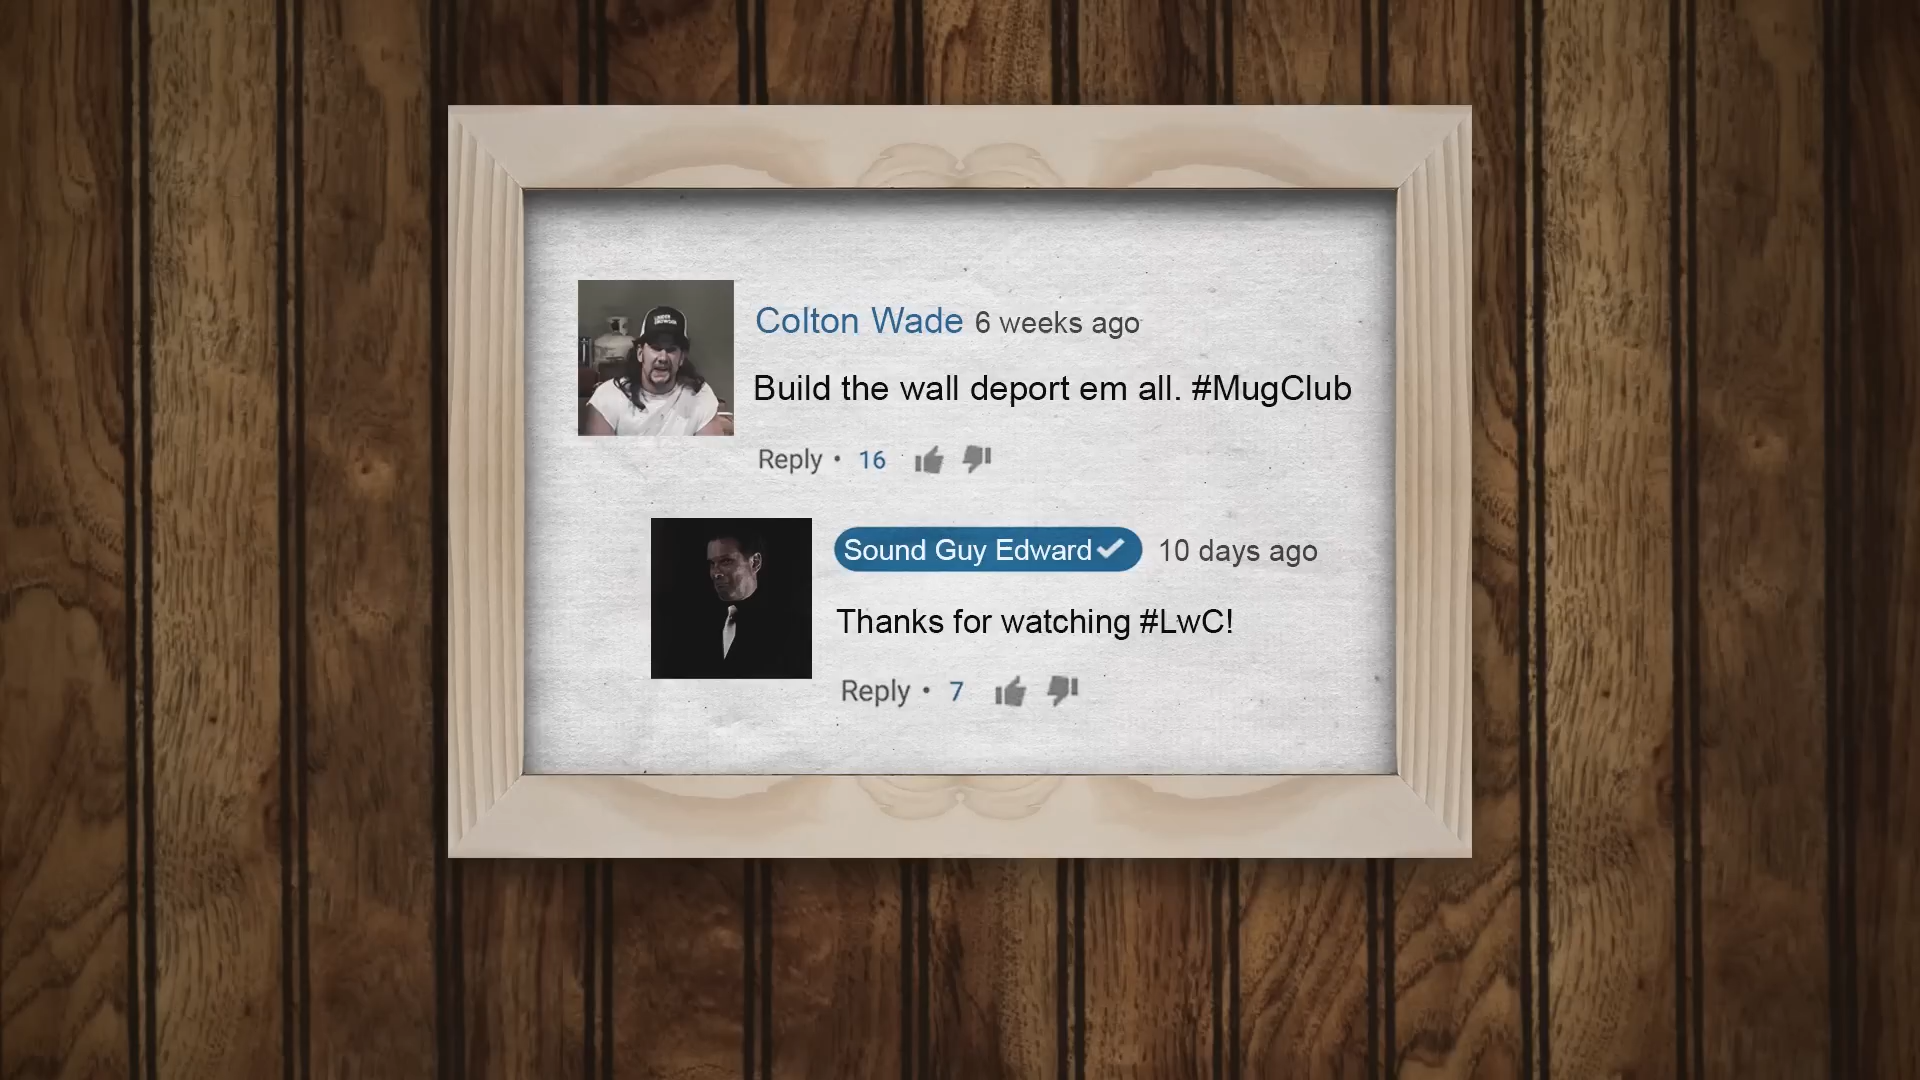 Colton Wade 6 weeks ago
Build the wall deport em all. #MugClub
Reply • 16
Sound Guy Edward 10 days ago
Thanks for watching #LwC!
Reply • 7